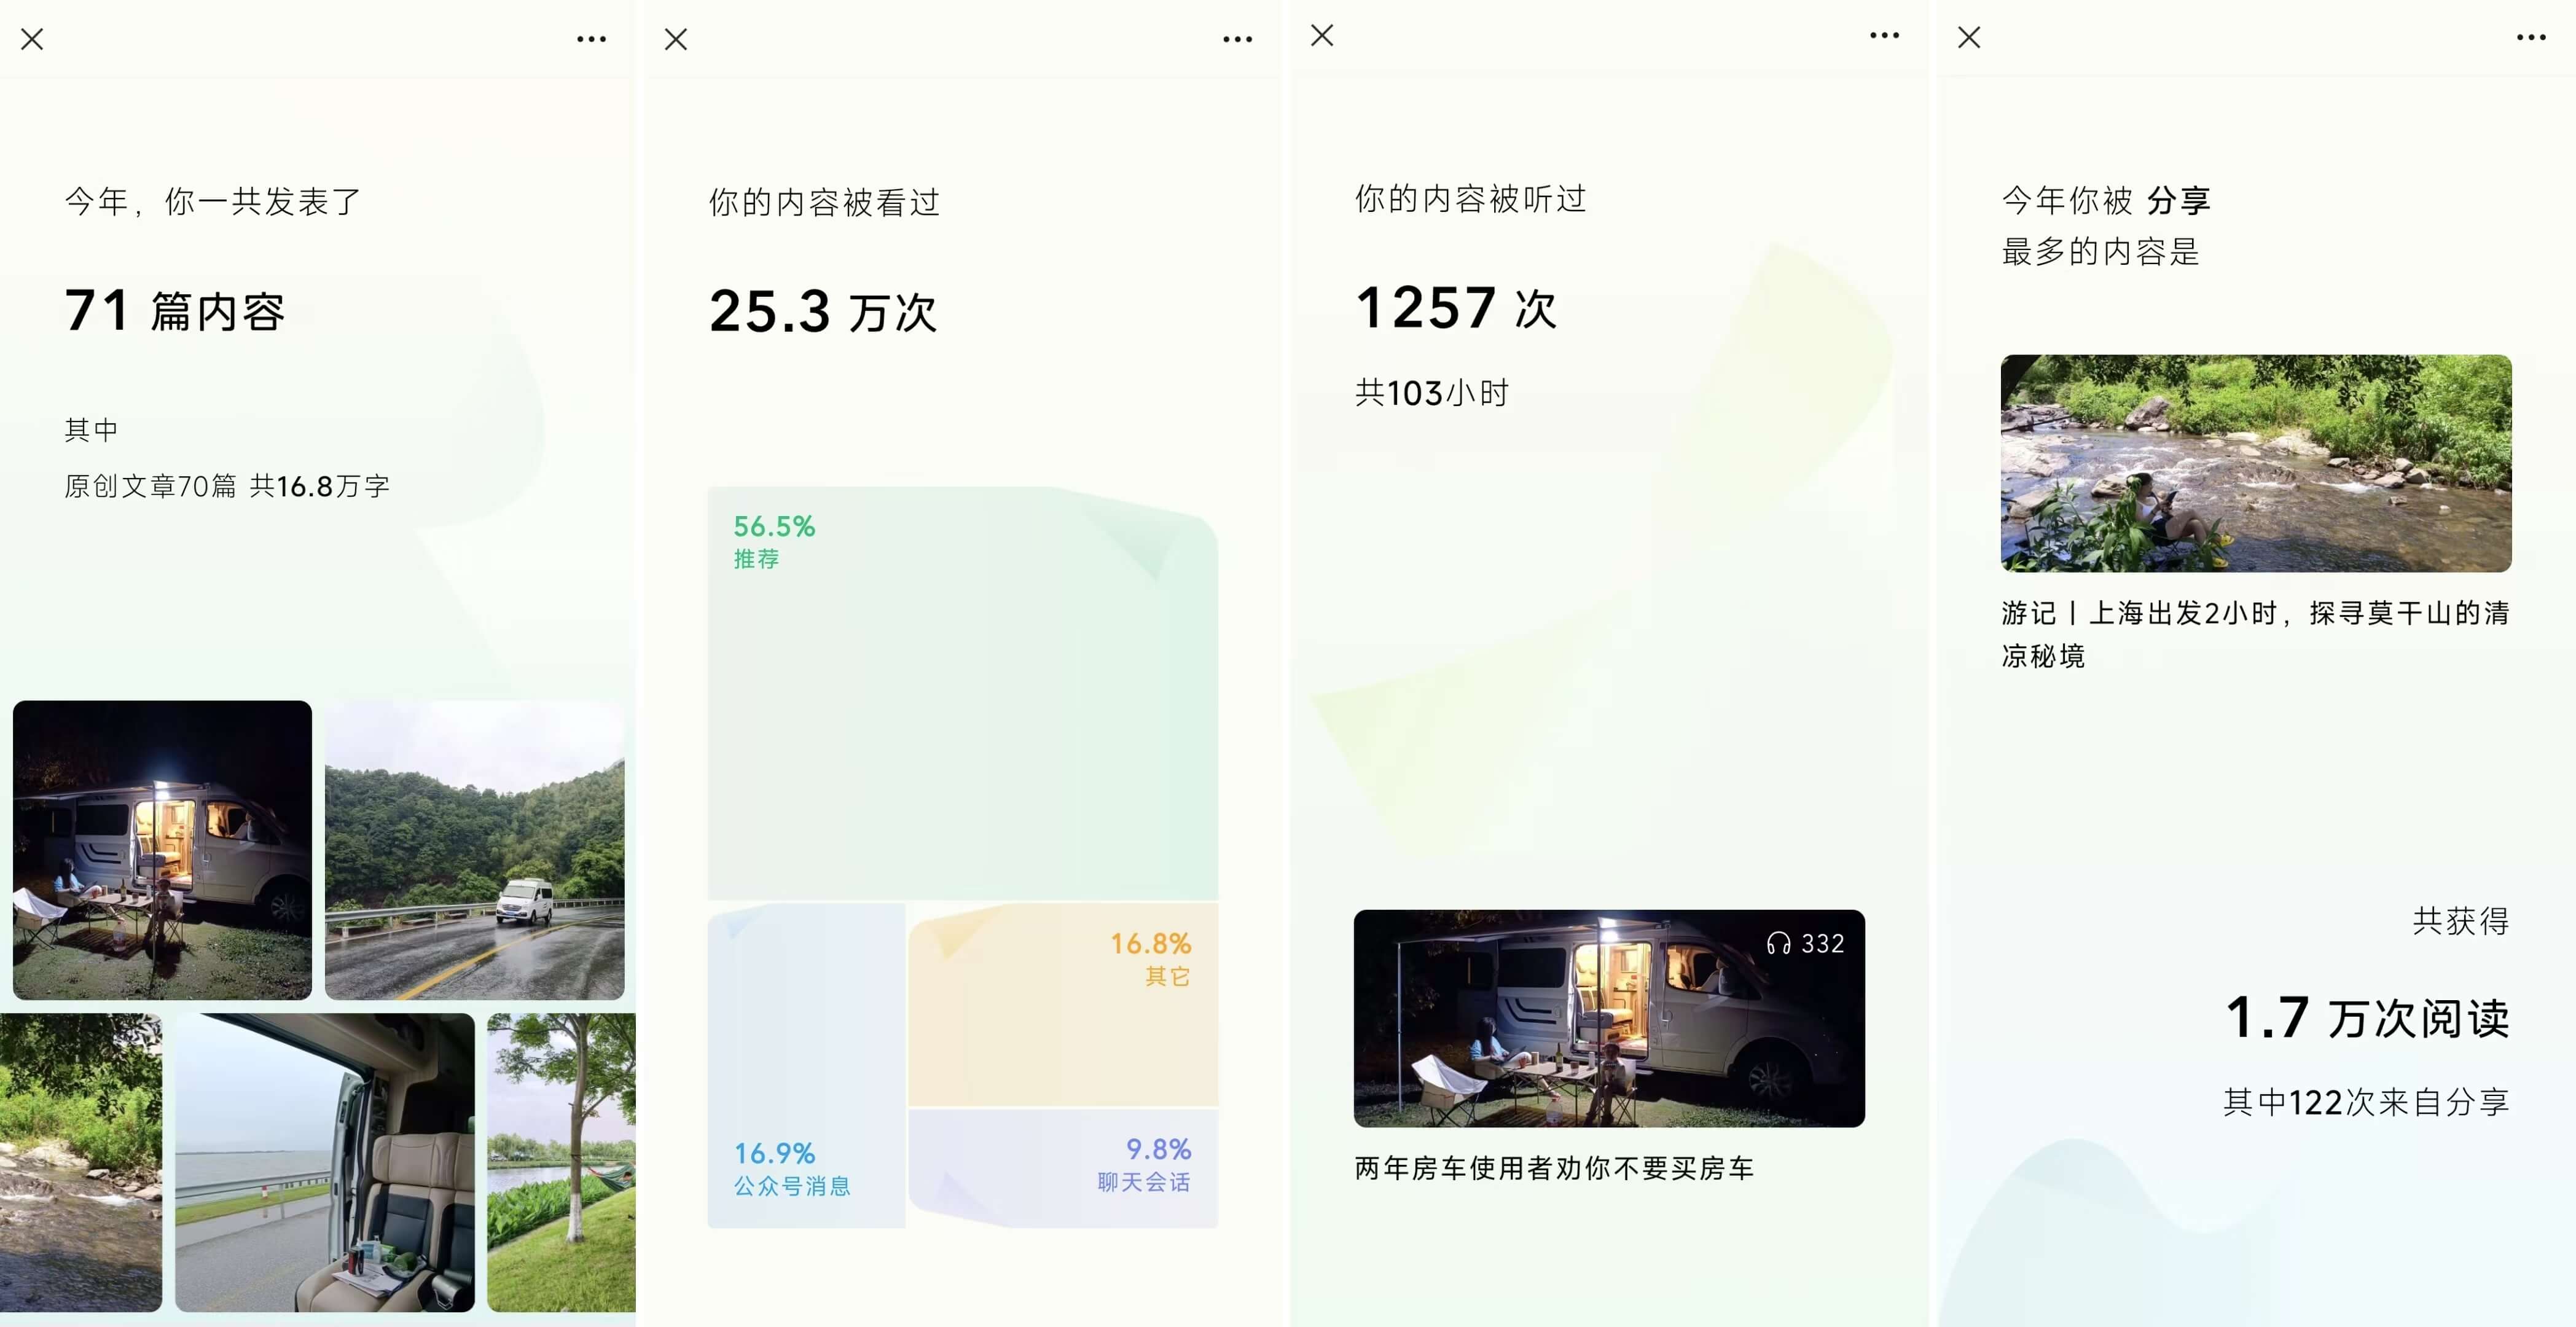 今年，你一共发表了
71 篇内容
其中
原创文章70篇 共16.8万字
你的内容被看过
25.3 万次
56.5%
推荐
16.9%
公众号消息
16.8%
其它
9.8%
聊天会话
你的内容被听过
1257 次
共103小时
332
两年房车使用者劝你不要买房车
今年你被 分享
最多的内容是
游记丨上海出发2小时，探寻莫干山的清
凉秘境
共获得
1.7 万次阅读
其中122次来自分享